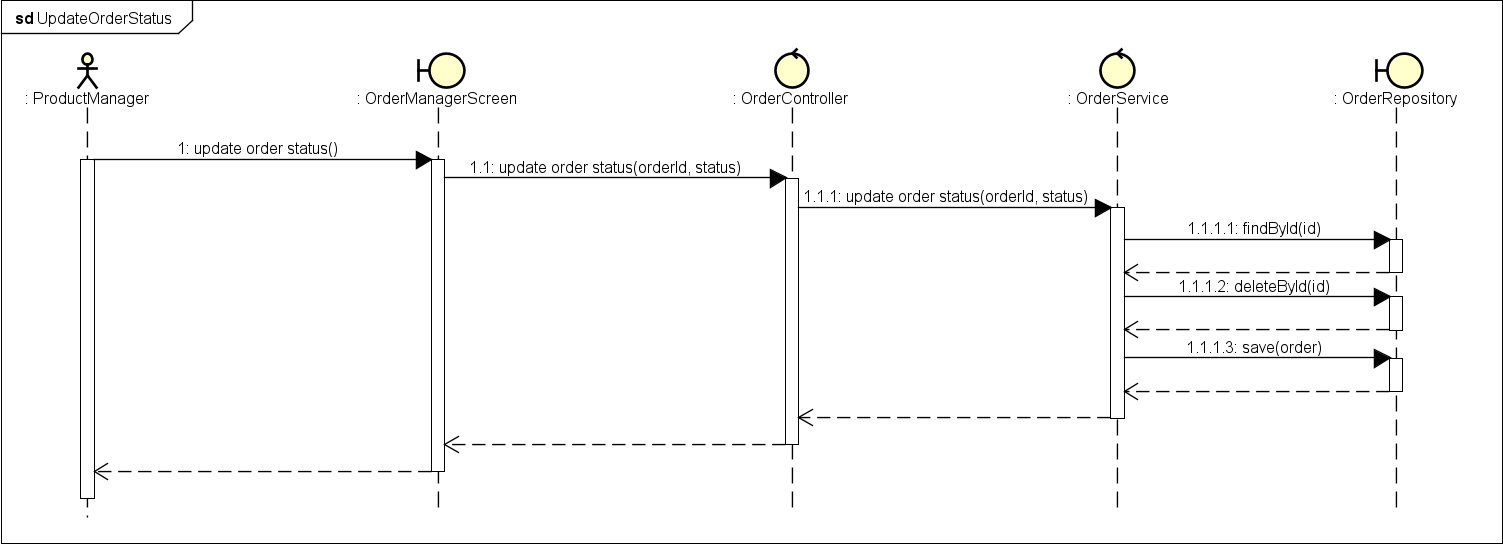 sd UpdateOrderStatus
: ProductManager
: OrderManagerScreen
: OrderController
: OrderService
: OrderRepository
1: update order status()
1.1: update order status(orderId, status)
1.1.1: update order status(orderId, status)
1.1.1.1: findById(id)
1.1.1.2: deleteById(id)
1.1.1.3: save(order)